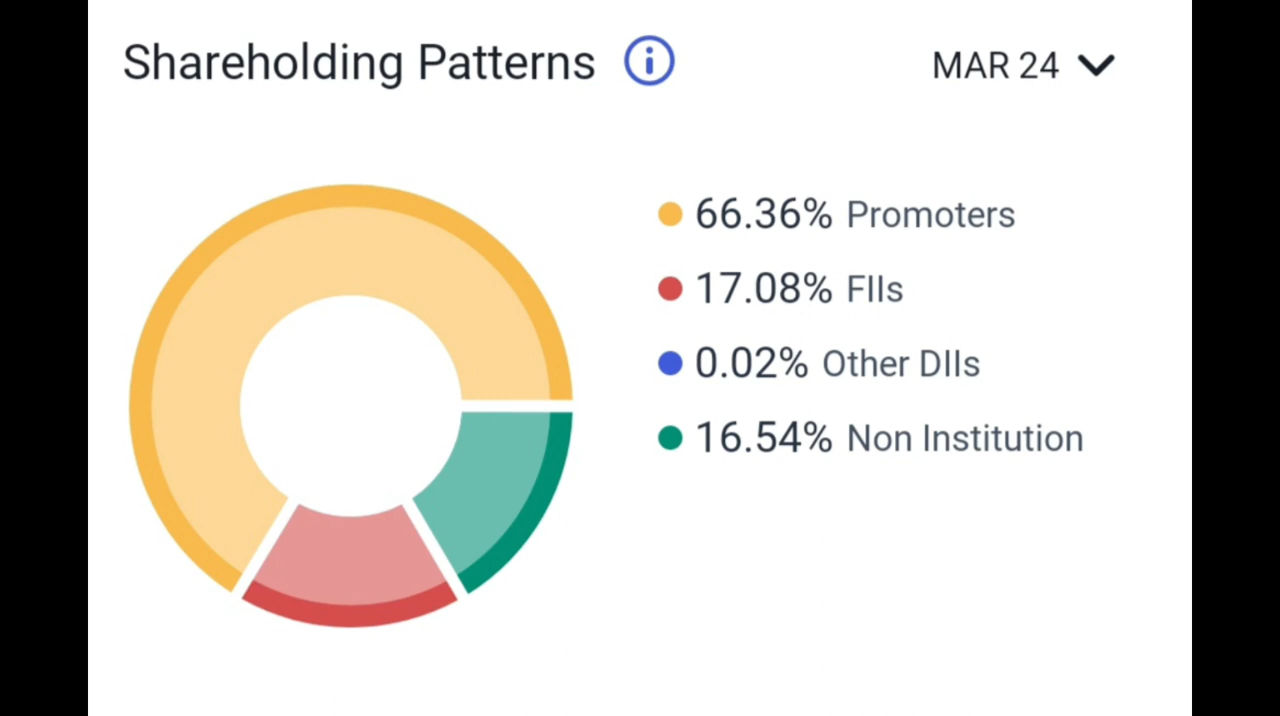 Shareholding Patterns
MAR 24
66.36% Promoters
17.08% FIIs
0.02% Other DIIs
16.54% Non Institution